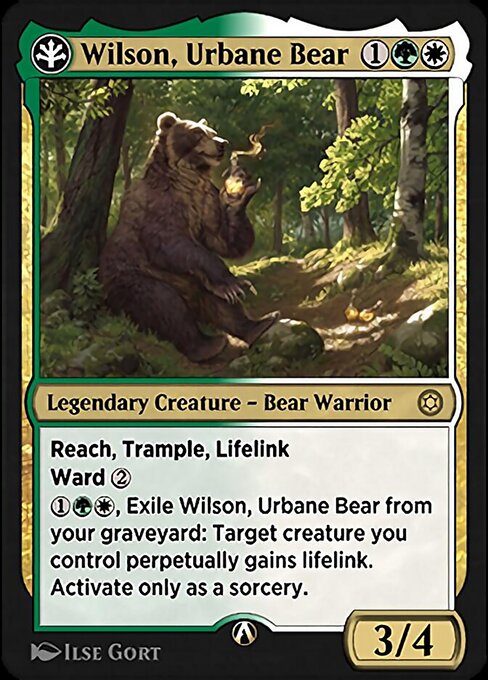 Wilson, Urbane Bear 1
Legendary Creature – Bear Warrior
Reach, Trample, Lifelink
Ward 2
1, Exile Wilson, Urbane Bear from
your graveyard: Target creature you
control perpetually gains lifelink.
Activate only as a sorcery.
3/4
ILSE GORT